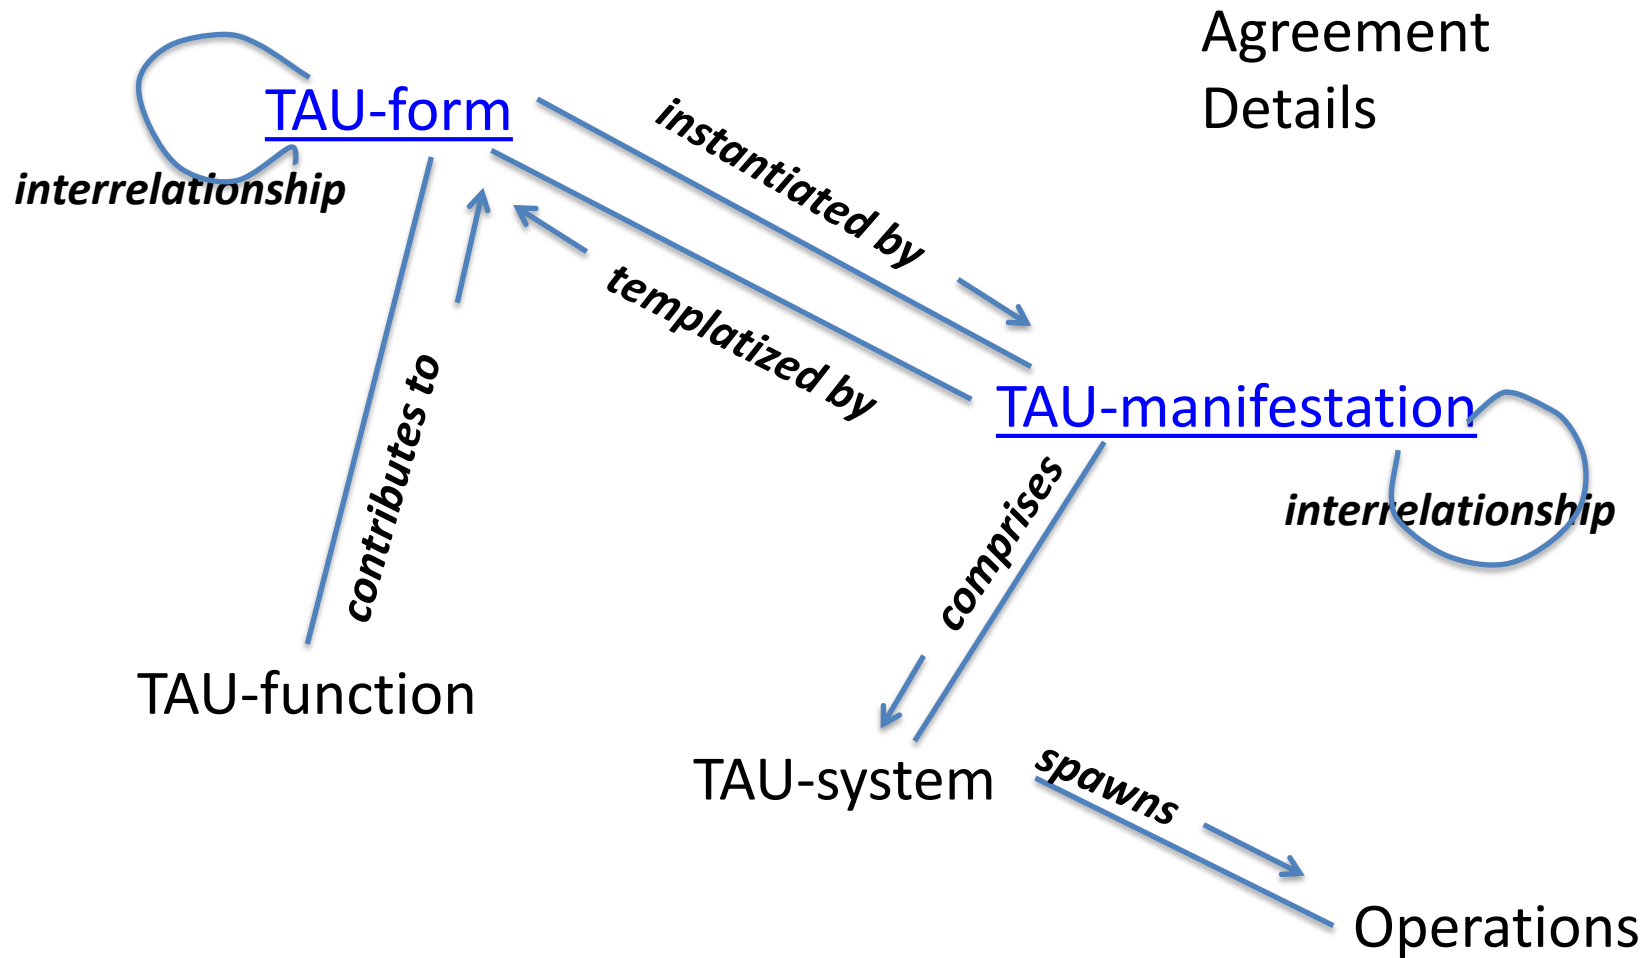 Agreement
Details
TAU-form
interrelationship
instantiated by
templatized by
contributes to
TAU-manifestation
interrelationship
comprises
TAU-function
TAU-system
spawns
Operations